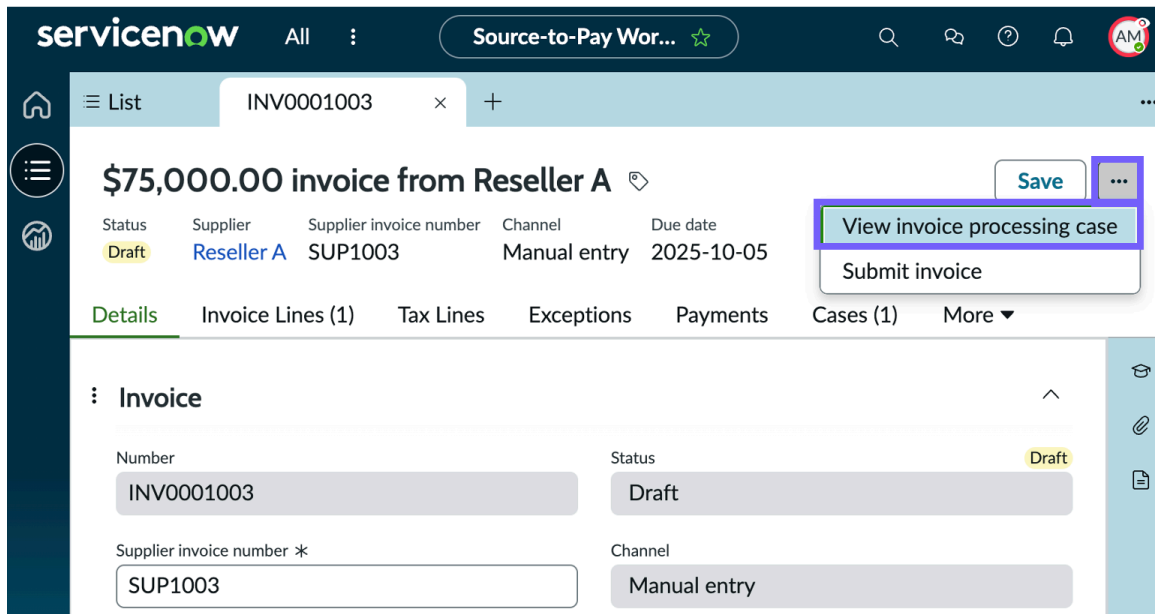 servicenow All Source-to-Pay Wor... AM
List INV0001003
$75,000.00 invoice from Reseller A Save
Status Supplier Supplier invoice number Channel Due date
Draft Reseller A SUP1003 Manual entry 2025-10-05
View invoice processing case
Submit invoice
Details Invoice Lines (1) Tax Lines Exceptions Payments Cases (1) More
Invoice
Number Status Draft
INV0001003 Draft
Supplier invoice number * Channel
SUP1003 Manual entry